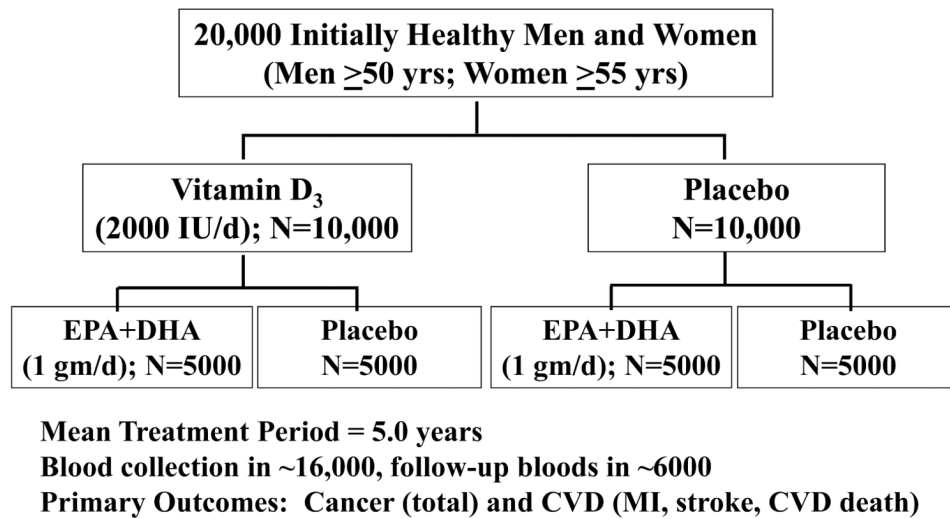 20,000 Initially Healthy Men and Women
(Men ≥50 yrs; Women ≥55 yrs)
Vitamin D₃
(2000 IU/d); N=10,000
Placebo
N=10,000
EPA+DHA
(1 gm/d); N=5000
Placebo
N=5000
EPA+DHA
(1 gm/d); N=5000
Placebo
N=5000
Mean Treatment Period = 5.0 years
Blood collection in ~16,000, follow-up bloods in ~6000
Primary Outcomes: Cancer (total) and CVD (MI, stroke, CVD death)